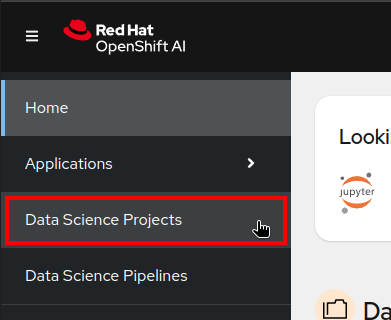 Red Hat
OpenShift AI
Home
Applications
Data Science Projects
Data Science Pipelines
Looki
jupyter
Da